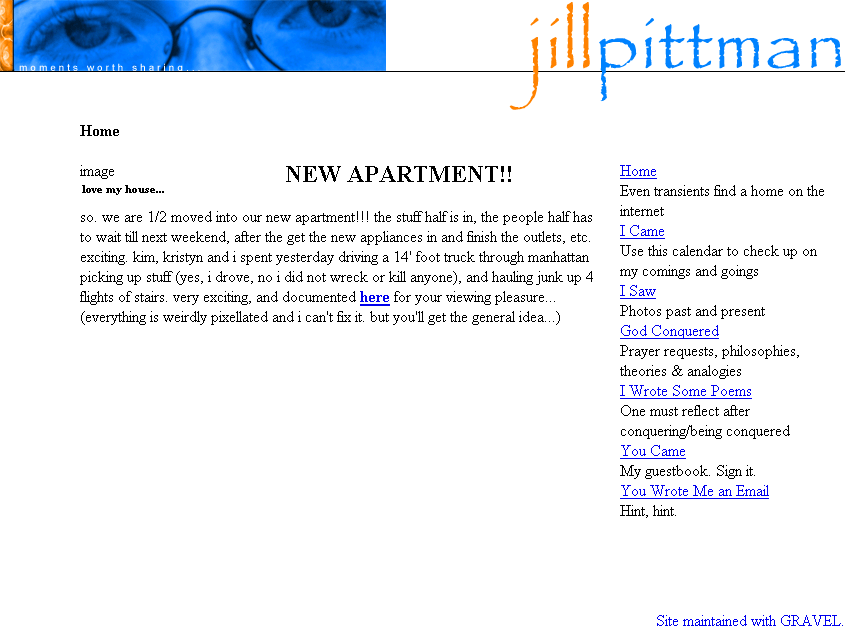 moments worth sharing...
jillpittman
Home
image
love my house...
NEW APARTMENT!!
so. we are 1/2 moved into our new apartment!!! the stuff half is in, the people half has
to wait till next weekend, after the get the new appliances in and finish the outlets, etc.
exciting. kim, kristyn and i spent yesterday driving a 14' foot truck through manhattan
picking up stuff (yes, i drove, no i did not wreck or kill anyone), and hauling junk up 4
flights of stairs. very exciting, and documented here for your viewing pleasure...
(everything is weirdly pixellated and i can't fix it. but you'll get the general idea...)
Home
Even transients find a home on the
internet
I Came
Use this calendar to check up on
my comings and goings
I Saw
Photos past and present
God Conquered
Prayer requests, philosophies,
theories & analogies
I Wrote Some Poems
One must reflect after
conquering/being conquered
You Came
My guestbook. Sign it.
You Wrote Me an Email
Hint, hint.
Site maintained with GRAVEL.